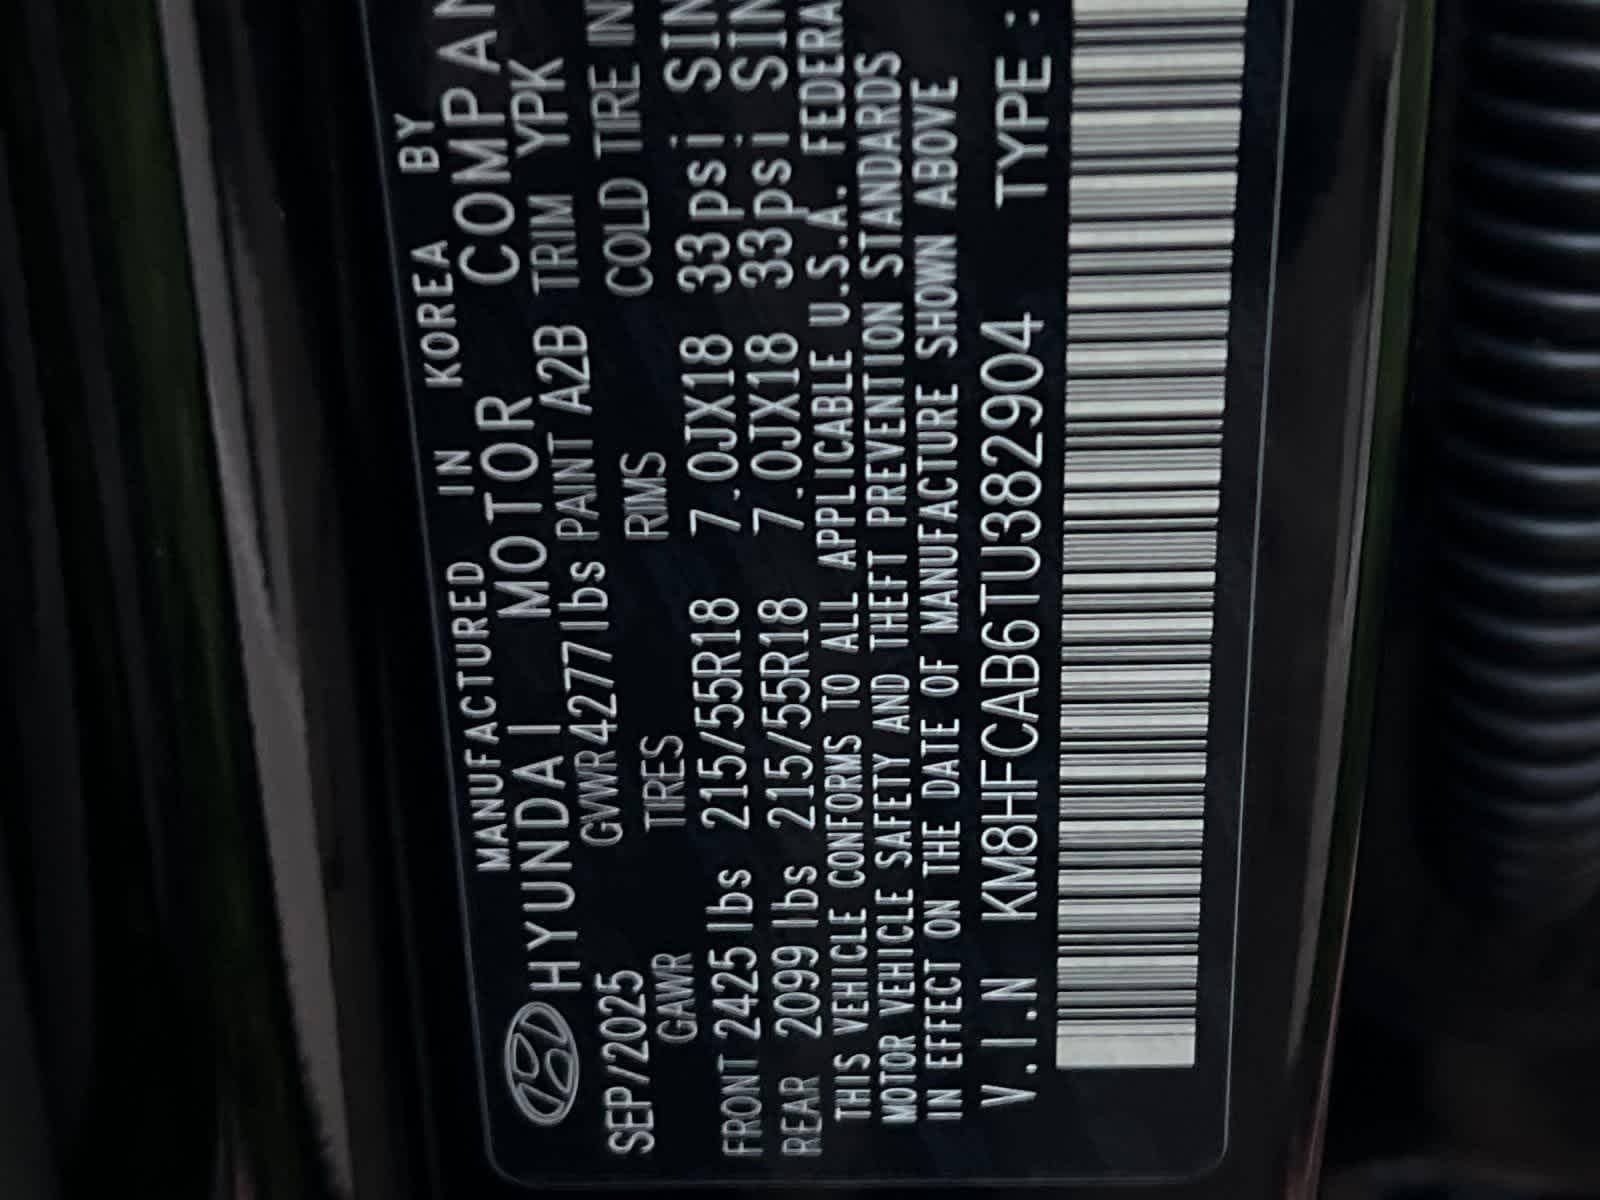 MANUFACTURED IN KOREA BY
HYUNDAI MOTOR COMPAN
SEP/2025 GVWR 4277lbs PAINT A2B TRIM YPK
GAWR TIRES RIMS COLD TIRE IN
FRONT 2425 lbs 215/55R18 7.0JX18 33psi SIN
REAR 2099 lbs 215/55R18 7.0JX18 33psi SIN
THIS VEHICLE CONFORMS TO ALL APPLICABLE U.S.A. FEDERA
MOTOR VEHICLE SAFETY AND THEFT PREVENTION STANDARDS
IN EFFECT ON THE DATE OF MANUFACTURE SHOWN ABOVE
V.I.N KM8HFCAB6TU382904 TYPE :